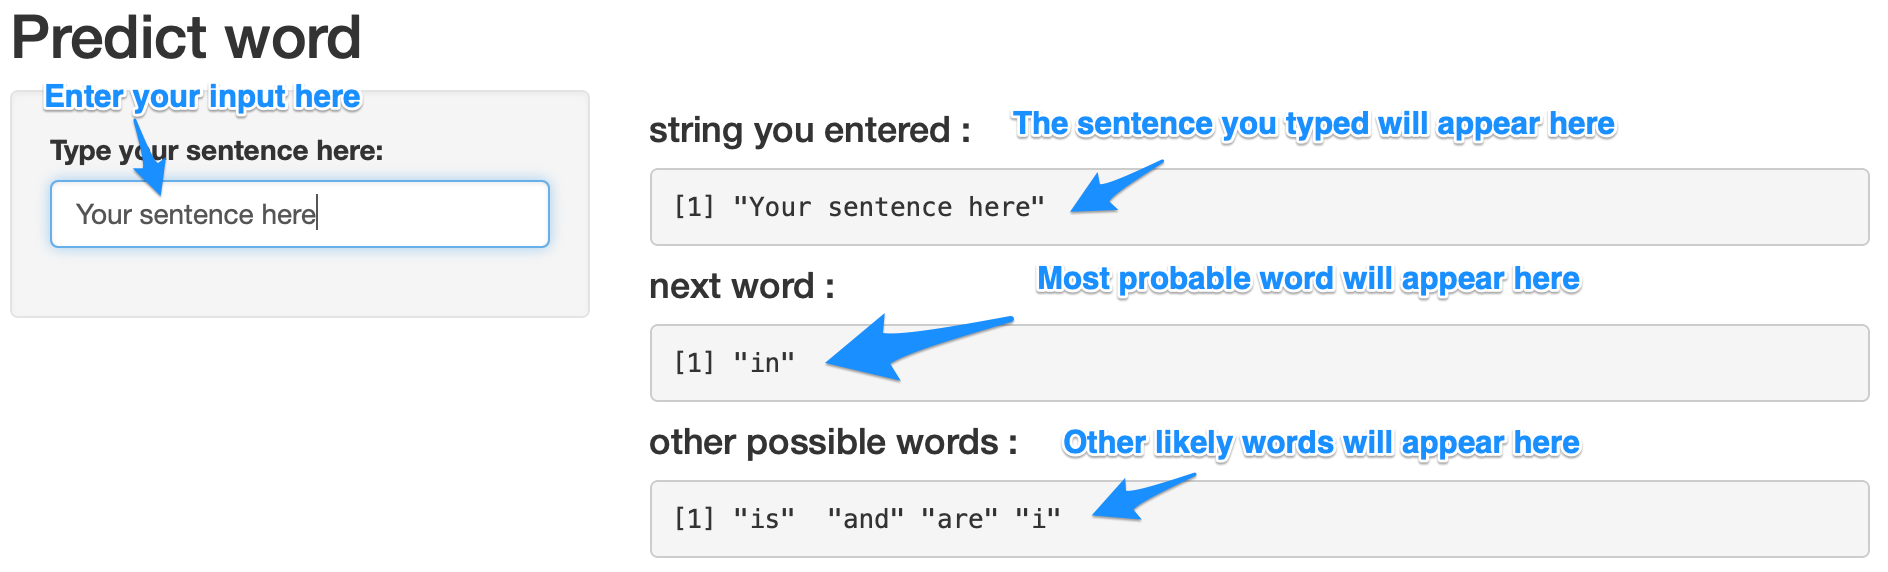 Predict word
Enter your input here
Type your sentence here:
Your sentence here
string you entered :
The sentence you typed will appear here
[1] "Your sentence here"
next word :
Most probable word will appear here
[1] "in"
other possible words :
Other likely words will appear here
[1] "is"  "and" "are" "i"